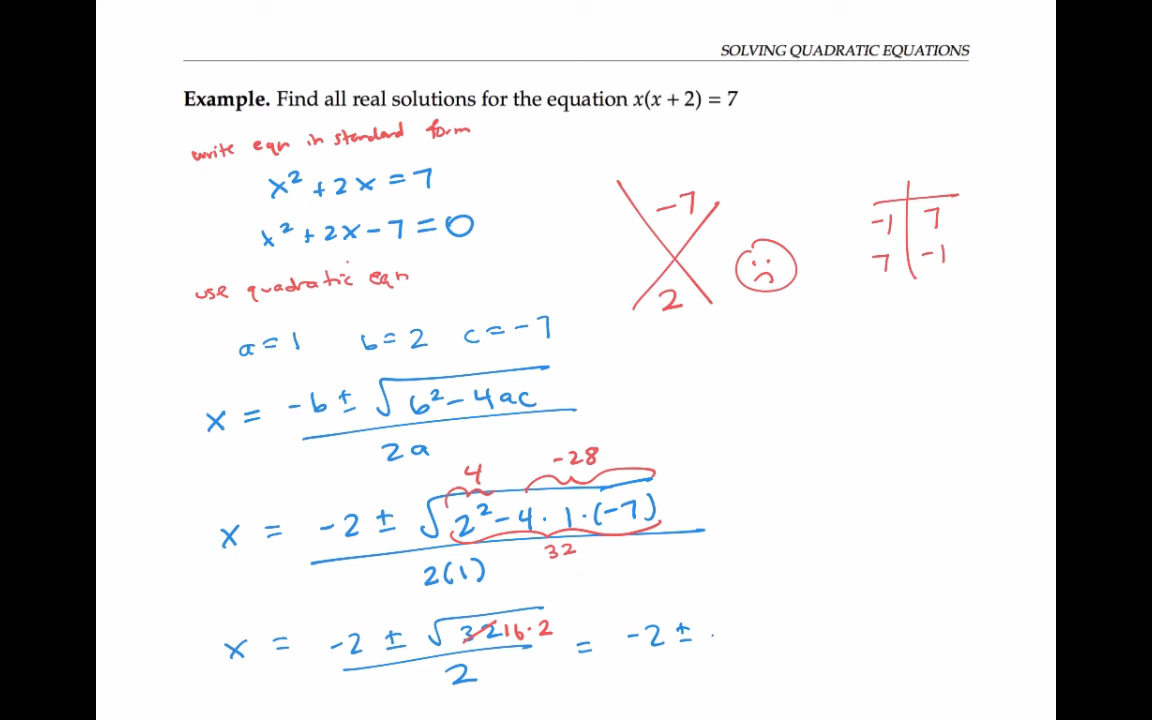 SOLVING QUADRATIC EQUATIONS
Example. Find all real solutions for the equation x(x + 2) = 7
write eqn in standard form
x² + 2x = 7
x² + 2x - 7 = 0
-7
2
-1 | 7
7 | -1
use quadratic eqn
a = 1 b = 2 c = -7
x = (-b ± √(b² - 4ac)) / 2a
4 -28
x = (-2 ± √(2² - 4 · 1 · (-7))) / 2(1)
32
x = (-2 ± √(32 16·2)) / 2 = -2 ±